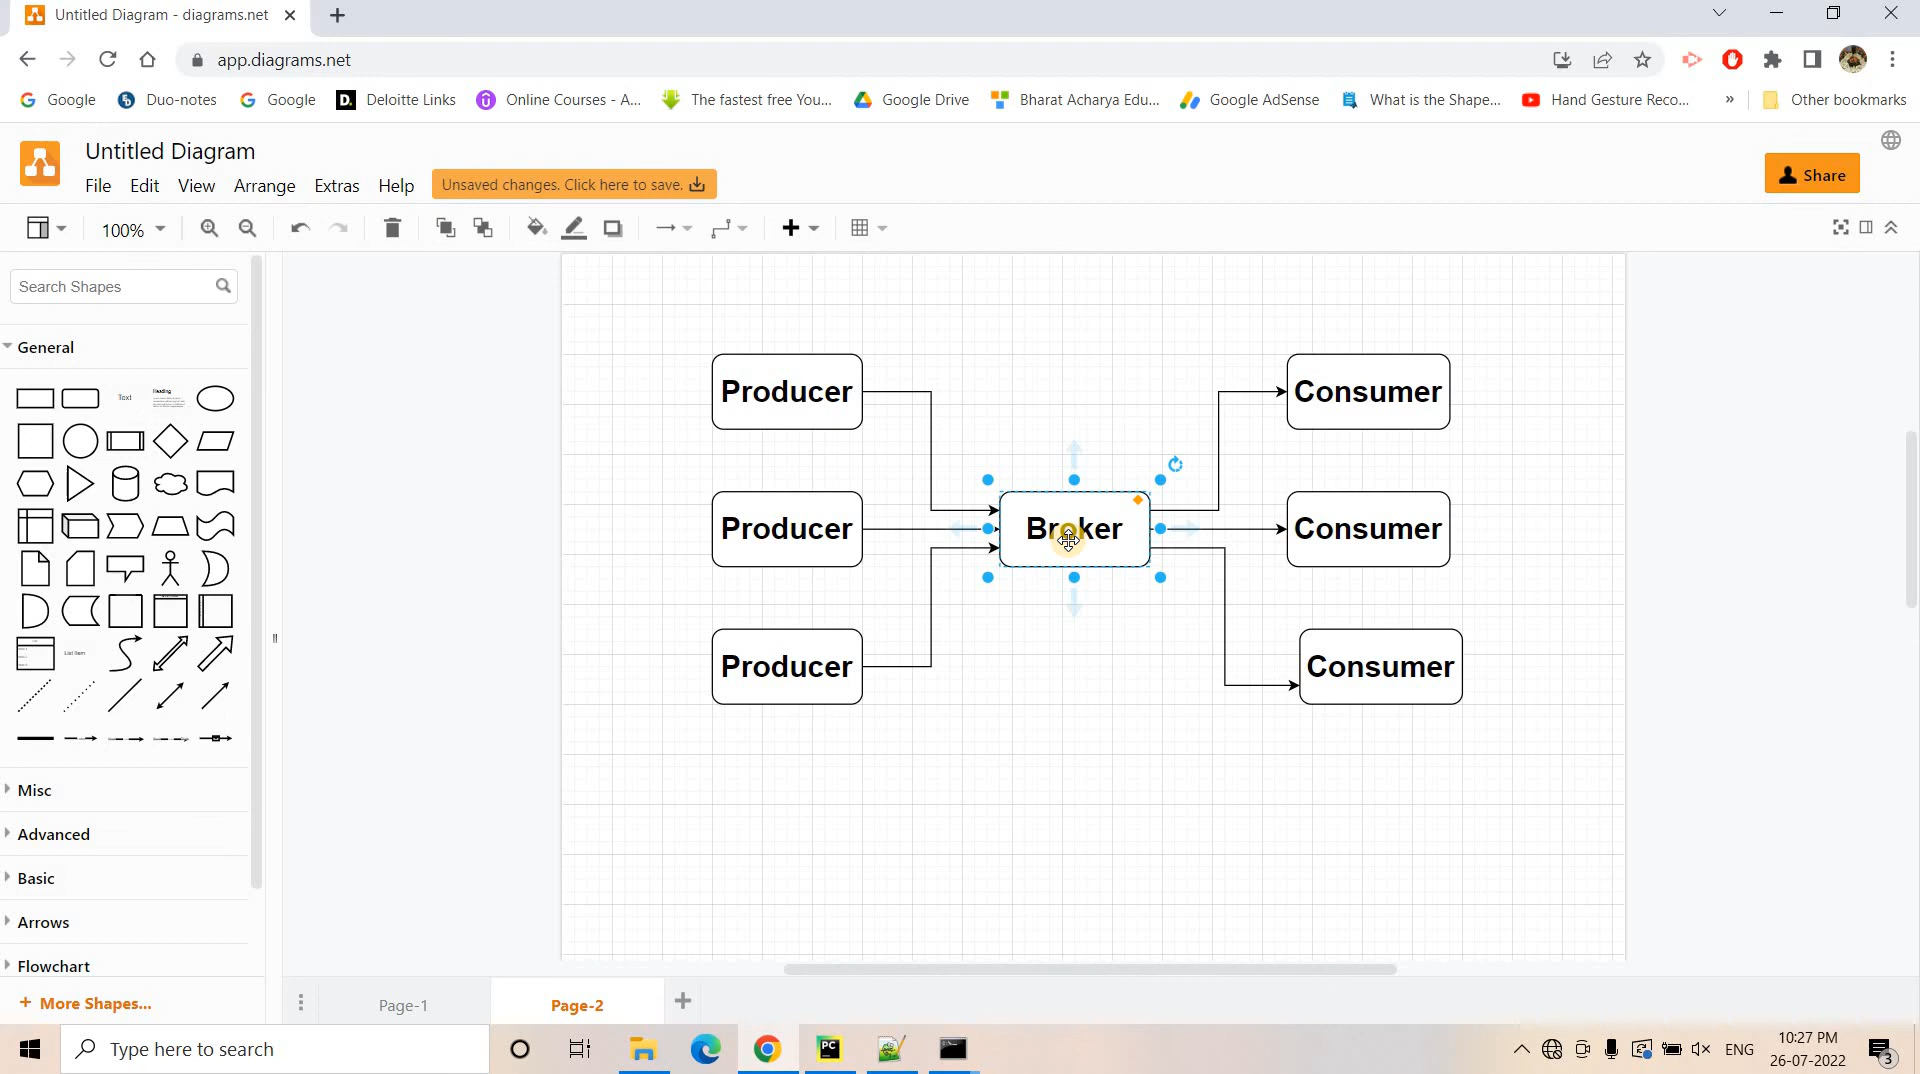 Untitled Diagram - diagrams.net
app.diagrams.net
Google
Duo-notes
Google
Deloitte Links
Online Courses - A...
The fastest free You...
Google Drive
Bharat Acharya Edu...
Google AdSense
What is the Shape...
Hand Gesture Reco...
»
Other bookmarks
Untitled Diagram
File Edit View Arrange Extras Help
Unsaved changes. Click here to save.
Share
100%
Search Shapes
General
Text
Heading
List Item
Misc
Advanced
Basic
Arrows
Flowchart
+ More Shapes...
Producer
Consumer
Producer
Broker
Consumer
Producer
Consumer
Page-1
Page-2
Type here to search
PC
ENG
10:27 PM
26-07-2022
3